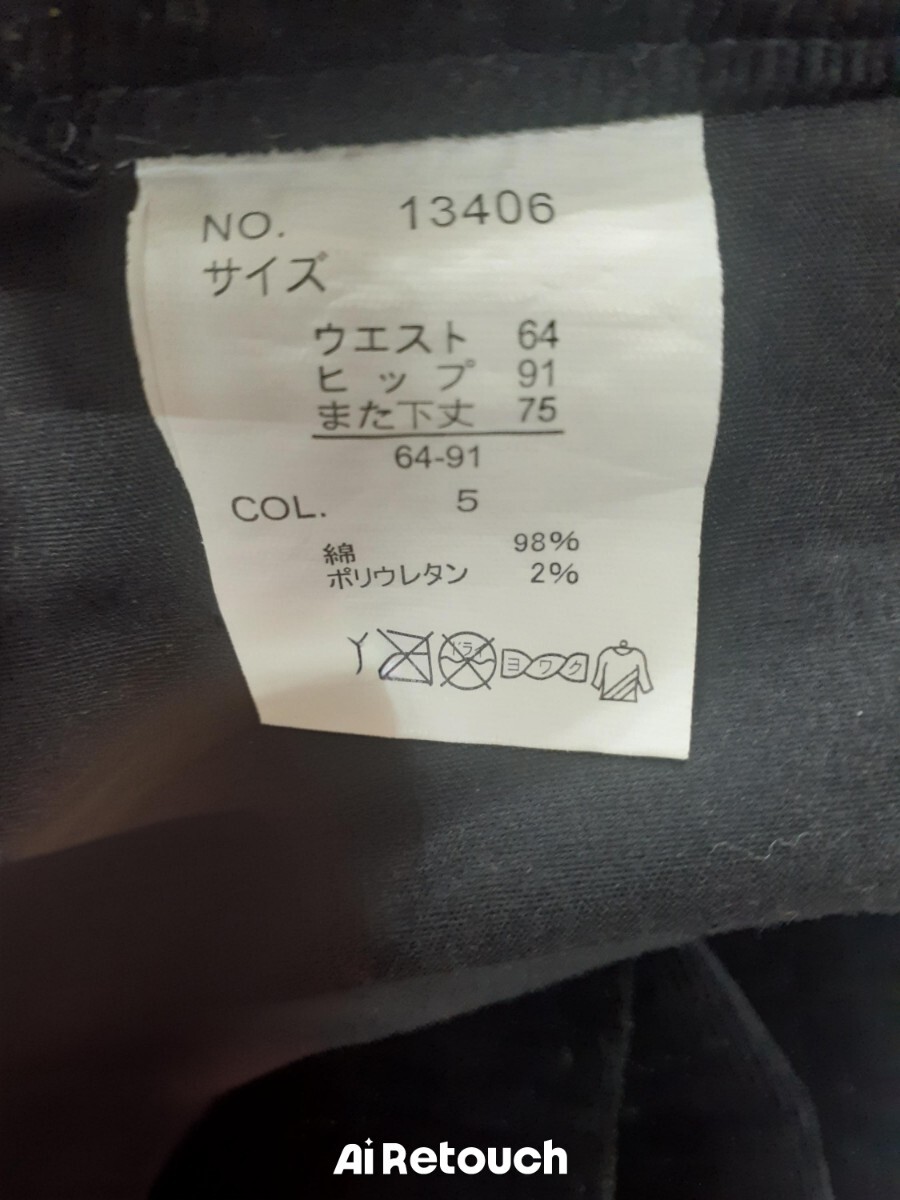 NO. 13406
サイズ
ウエスト 64
ヒップ 91
また下丈 75
64-91
COL. 5
綿 98%
ポリウレタン 2%
ドライ ヨワク
Ai Retouch